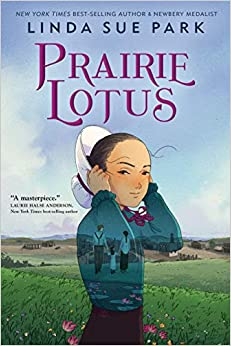 NEW YORK TIMES BEST-SELLING AUTHOR & NEWBERY MEDALIST
LINDA SUE PARK
PRAIRIE
LOTUS
"A masterpiece."
LAURIE HALSE ANDERSON,
New York Times best-selling author